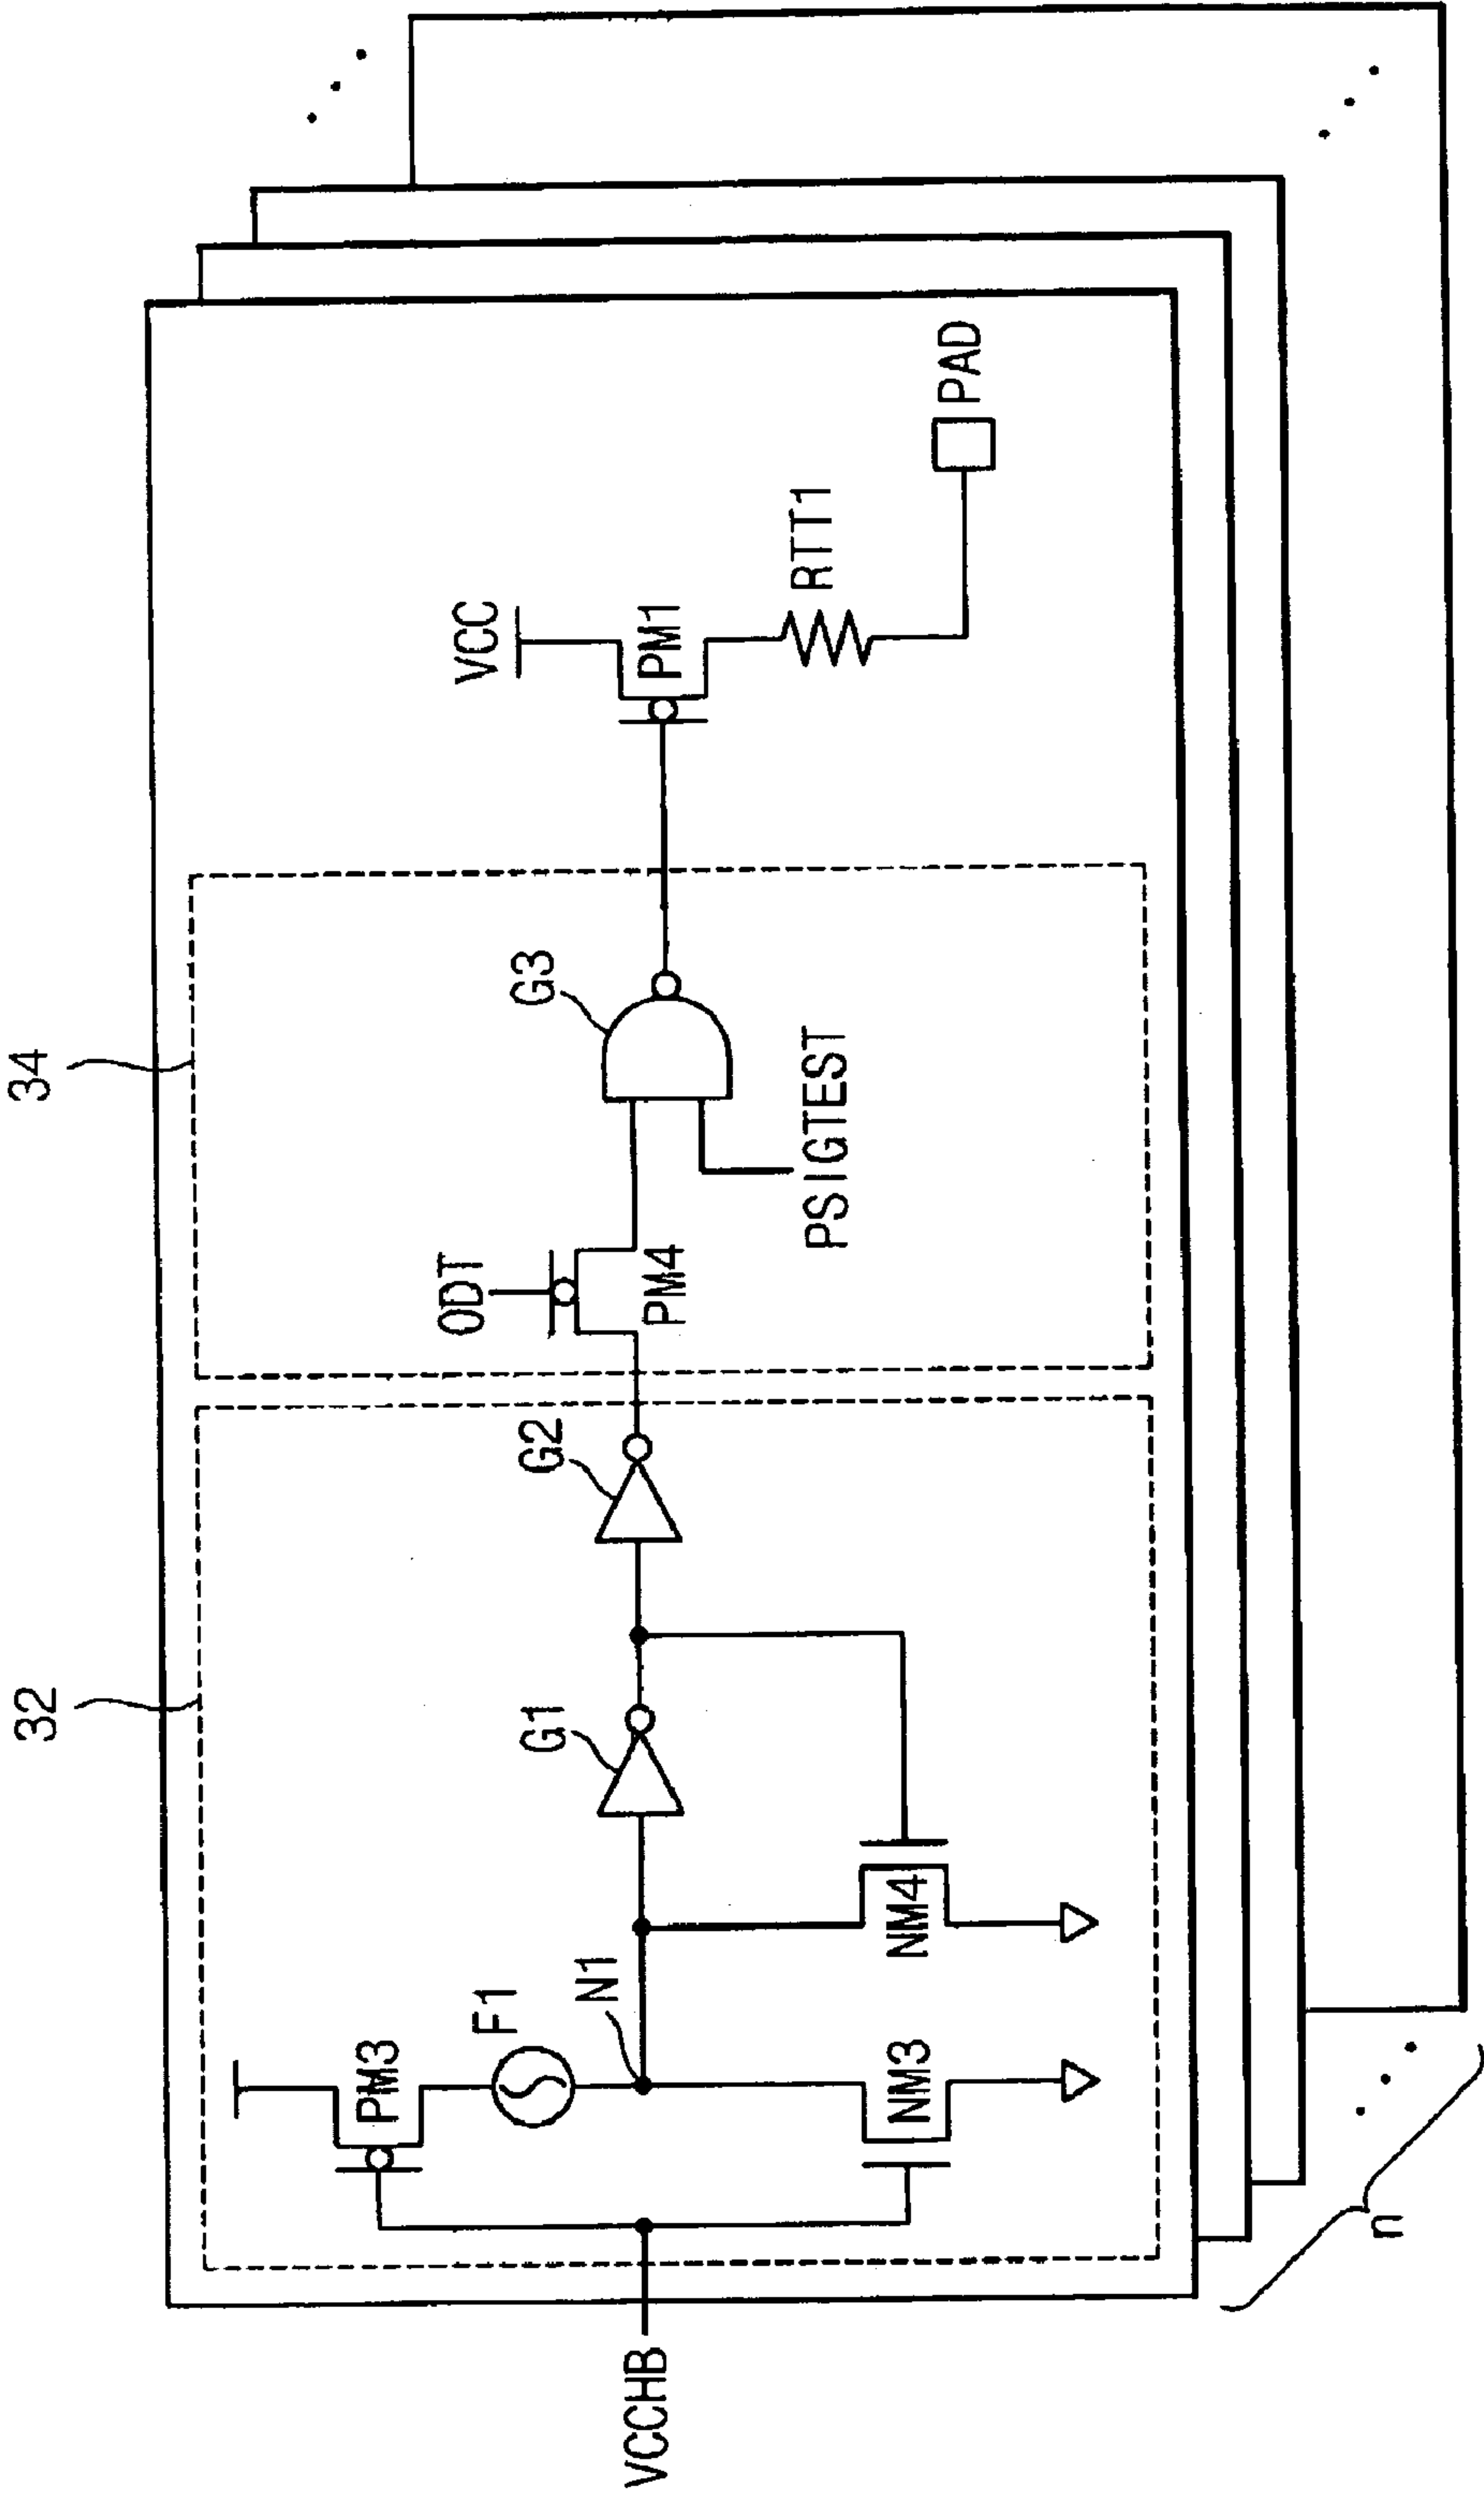 32
34
VCCHB
PM3
F1
N1
NM3
NM4
G1
G2
ODT
PM4
G3
PSIGTEST
VCC
PM1
RTT1
PAD
n